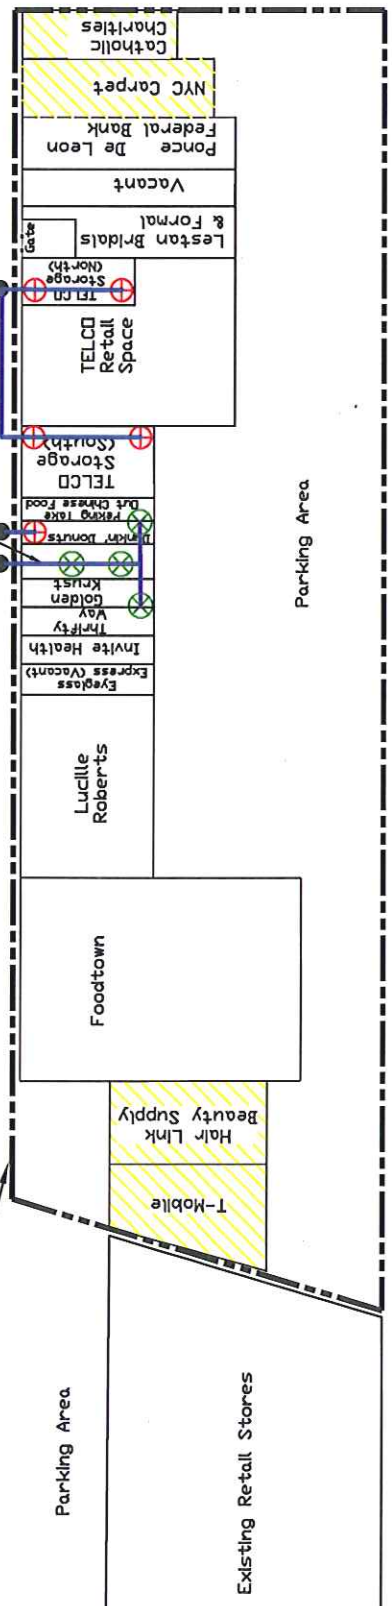 Catholic
Charities
NYC Carpet
Ponce De Leon
Federal Bank
Vacant
Lestan Bridals
& Formal
Gate
TELCO
Storage
(North)
TELCO
Retail
Space
TELCO
Storage
(South)
Peking Take
Out Chinese Food
Dunkin' Donuts
Golden
Krust
Thrifty
Way
Invite Health
Eyeglass
Express (Vacant)
Lucille
Roberts
Foodtown
Hair Link
Beauty Supply
T-Mobile
Parking Area
Parking Area
Existing Retail Stores